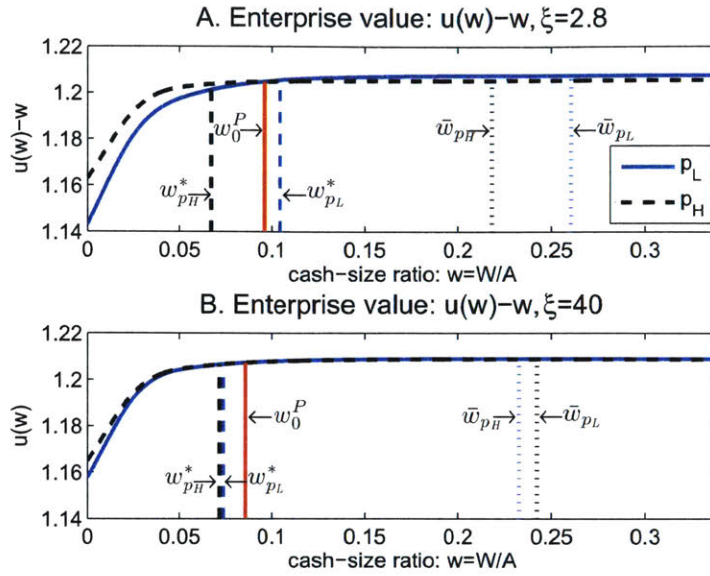 A. Enterprise value: u(w)−w, ξ=2.8
1.22
1.2
1.18
1.16
1.14
u(w)−w
w_0^P
w̄_{p_H}
w̄_{p_L}
w*_{p_H}
w*_{p_L}
p_L
p_H
0 0.05 0.1 0.15 0.2 0.25 0.3
cash−size ratio: w=W/A
B. Enterprise value: u(w)−w, ξ=40
1.22
1.2
1.18
1.16
1.14
u(w)
w_0^P
w̄_{p_H}
w̄_{p_L}
w*_{p_H}
w*_{p_L}
0 0.05 0.1 0.15 0.2 0.25 0.3
cash−size ratio: w=W/A